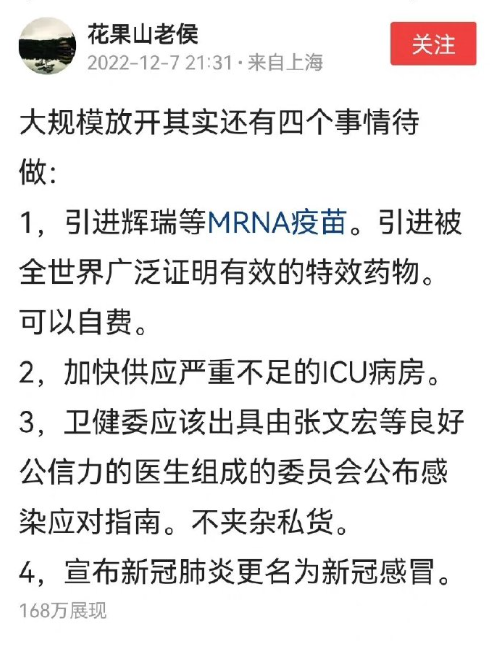 花果山老侯
2022-12-7 21:31·来自上海
关注
大规模放开其实还有四个事情待
做：
1，引进辉瑞等MRNA疫苗。引进被
全世界广泛证明有效的特效药物。
可以自费。
2，加快供应严重不足的ICU病房。
3，卫健委应该出具由张文宏等良好
公信力的医生组成的委员会公布感
染应对指南。不夹杂私货。
4，宣布新冠肺炎更名为新冠感冒。
168万展现